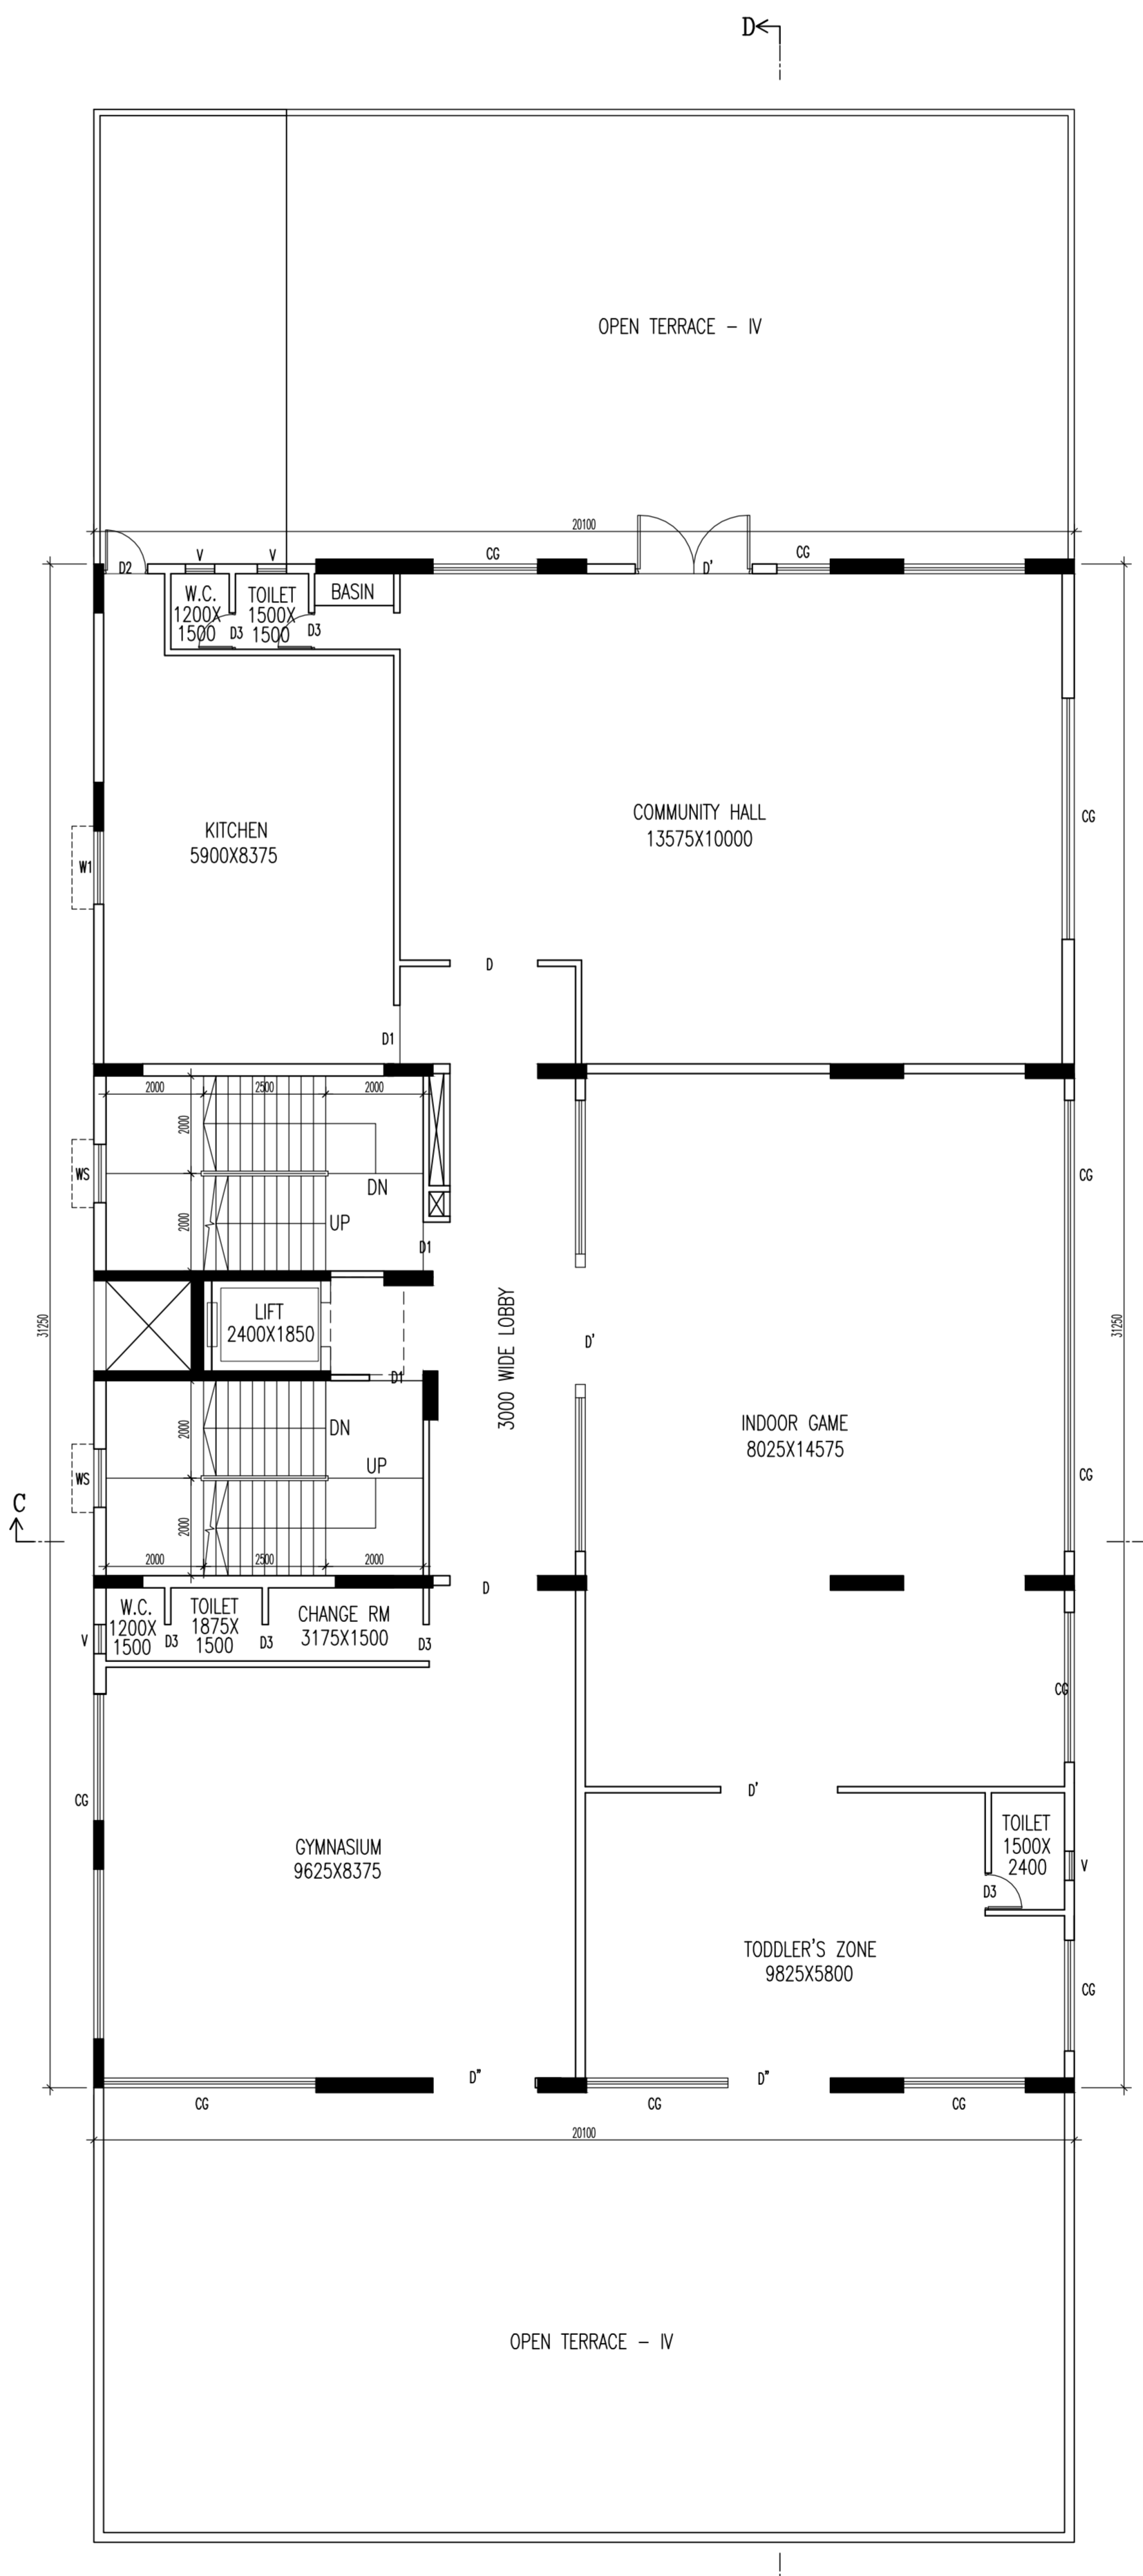 D
OPEN TERRACE - IV
20100
D2
V
V
CG
D'
CG
W.C.
1200X
1500
D3
TOILET
1500X
1500
D3
BASIN
COMMUNITY HALL
13575X10000
CG
KITCHEN
5900X8375
W1
D
D1
2000
2500
2000
2000
DN
WS
CG
2000
UP
D1
31250
31250
LIFT
2400X1850
3000 WIDE LOBBY
D'
D1
INDOOR GAME
8025X14575
2000
DN
UP
WS
CG
C
2000
2000
2500
2000
D
W.C.
1200X
1500
V
D3
TOILET
1875X
1500
D3
CHANGE RM
3175X1500
D3
CG
CG
D'
GYMNASIUM
9625X8375
TOILET
1500X
2400
V
D3
TODDLER'S ZONE
9825X5800
CG
D"
D"
CG
CG
CG
20100
OPEN TERRACE - IV